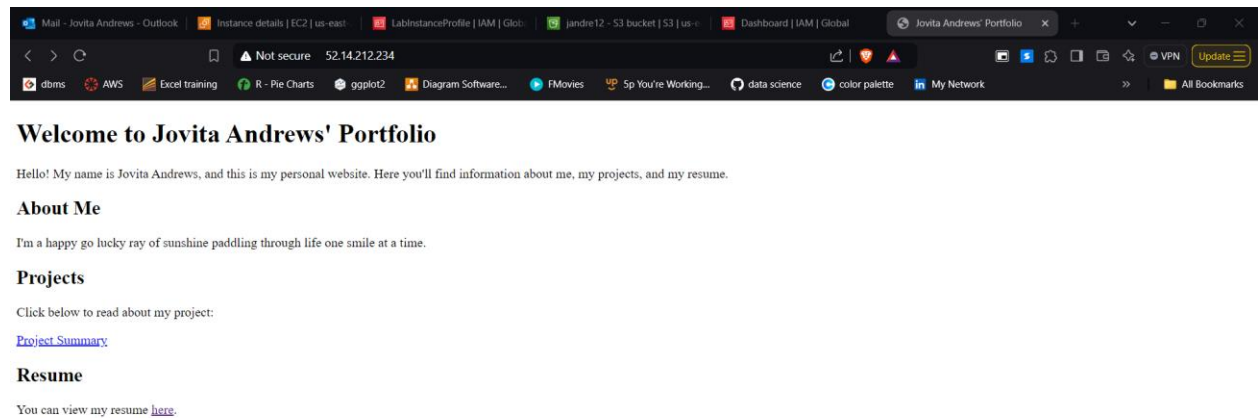 Mail - Jovita Andrews - Outlook
Instance details | EC2 | us-east-
LabInstanceProfile | IAM | Glob
jandre12 - S3 bucket | S3 | us-e
Dashboard | IAM | Global
Jovita Andrews' Portfolio
Not secure 52.14.212.234
VPN
Update
dbms
AWS
Excel training
R - Pie Charts
ggplot2
Diagram Software...
FMovies
5p You're Working...
data science
color palette
My Network
All Bookmarks
Welcome to Jovita Andrews' Portfolio
Hello! My name is Jovita Andrews, and this is my personal website. Here you'll find information about me, my projects, and my resume.
About Me
I'm a happy go lucky ray of sunshine paddling through life one smile at a time.
Projects
Click below to read about my project:
Project Summary
Resume
You can view my resume here.